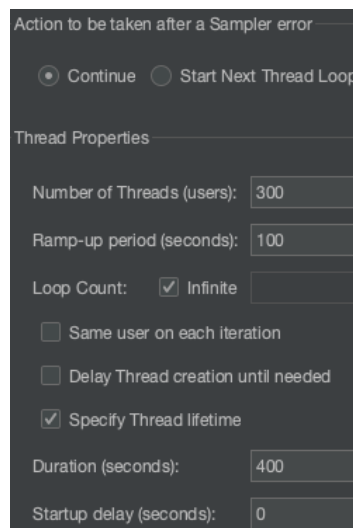 Action to be taken after a Sampler error
Continue Start Next Thread Loop
Thread Properties
Number of Threads (users): 300
Ramp-up period (seconds): 100
Loop Count: Infinite
Same user on each iteration
Delay Thread creation until needed
Specify Thread lifetime
Duration (seconds): 400
Startup delay (seconds): 0